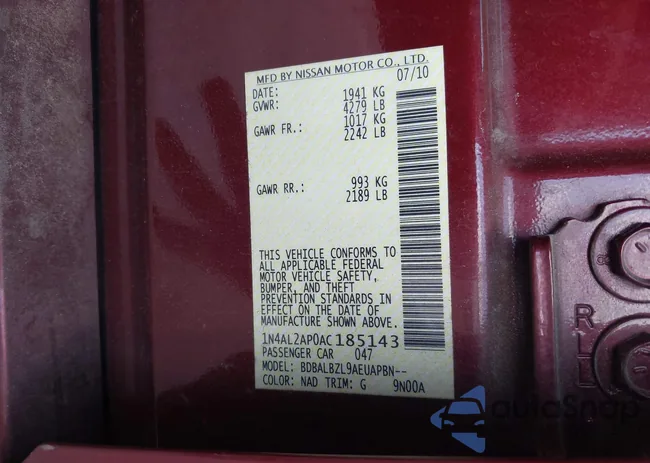 MFD BY NISSAN MOTOR CO., LTD.
DATE: 07/10
GVWR: 1941 KG
4279 LB
GAWR FR.: 1017 KG
2242 LB
GAWR RR.: 993 KG
2189 LB
THIS VEHICLE CONFORMS TO
ALL APPLICABLE FEDERAL
MOTOR VEHICLE SAFETY,
BUMPER, AND THEFT
PREVENTION STANDARDS IN
EFFECT ON THE DATE OF
MANUFACTURE SHOWN ABOVE.
1N4AL2AP0AC185143
PASSENGER CAR 047
MODEL: BDBALBZL9AEUAPBN--
COLOR: NAD TRIM: G 9N00A
RL